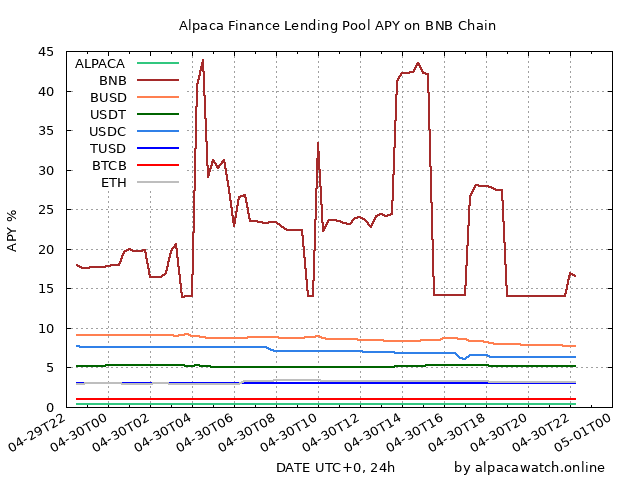 Alpaca Finance Lending Pool APY on BNB Chain
APY %
45
40
35
30
25
20
15
10
5
0
ALPACA
BNB
BUSD
USDT
USDC
TUSD
BTCB
ETH
04-29T22
04-30T00
04-30T02
04-30T04
04-30T06
04-30T08
04-30T10
04-30T12
04-30T14
04-30T16
04-30T18
04-30T20
04-30T22
05-01T00
DATE UTC+0, 24h
by alpacawatch.online